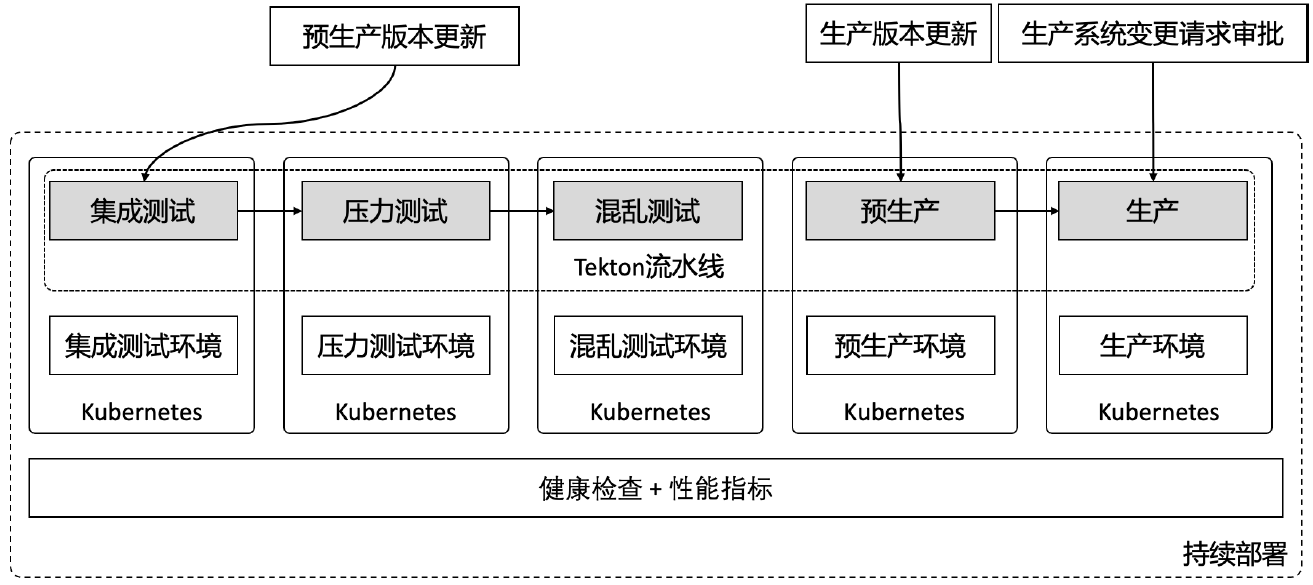 预生产版本更新
生产版本更新
生产系统变更请求审批
集成测试
压力测试
混乱测试
预生产
生产
Tekton流水线
集成测试环境
压力测试环境
混乱测试环境
预生产环境
生产环境
Kubernetes
Kubernetes
Kubernetes
Kubernetes
Kubernetes
健康检查 + 性能指标
持续部署